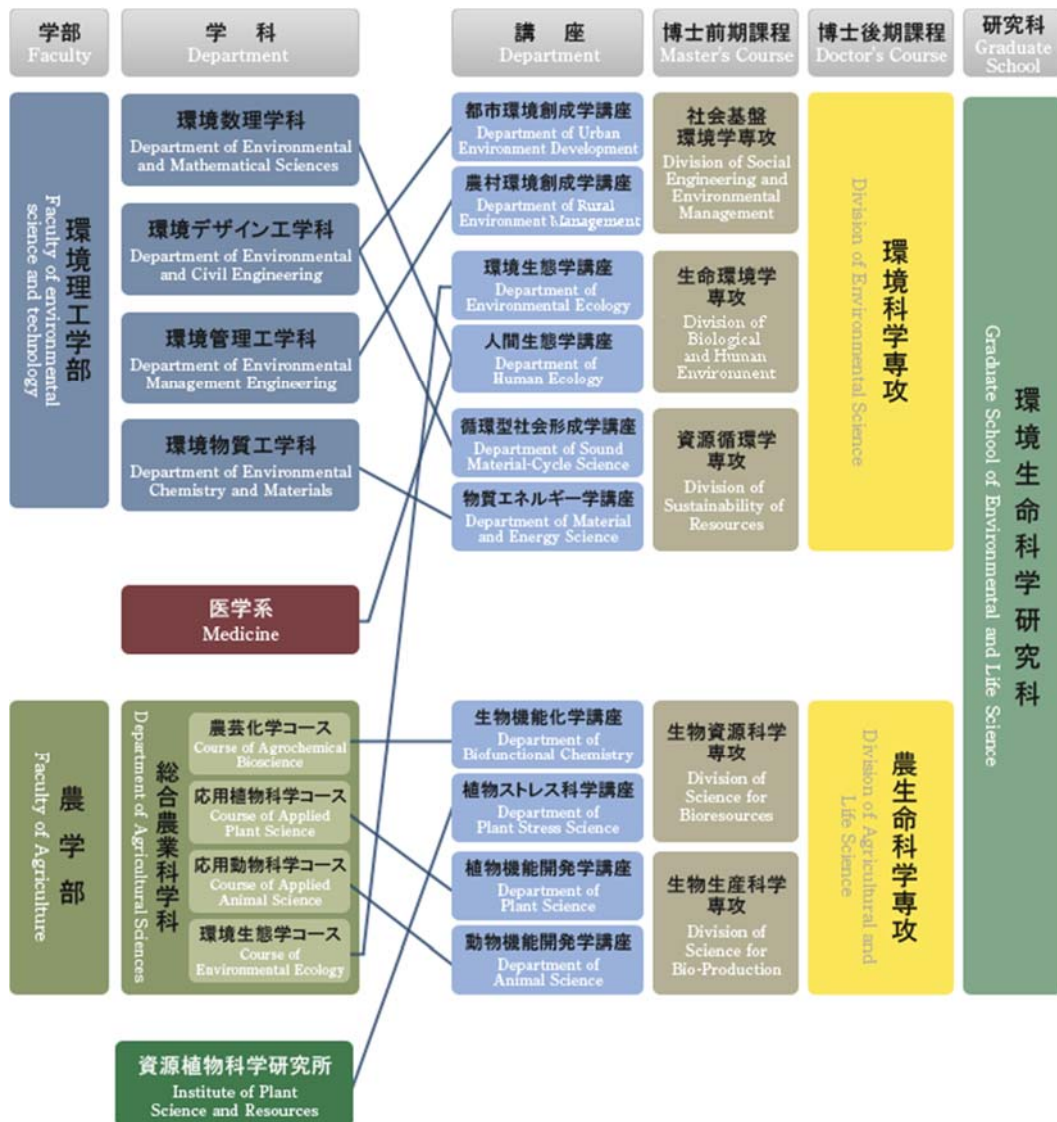 学部
Faculty
学 科
Department
講 座
Department
博士前期課程
Master's Course
博士後期課程
Doctor's Course
研究科
Graduate
School
環境理工学部
Faculty of environmental
science and technology
環境数理学科
Department of Environmental
and Mathematical Sciences
環境デザイン工学科
Department of Environmental
and Civil Engineering
環境管理工学科
Department of Environmental
Management Engineering
環境物質工学科
Department of Environmental
Chemistry and Materials
医学系
Medicine
農学部
Faculty of Agriculture
総合農業科学科
Department of Agricultural Sciences
農芸化学コース
Course of Agrochemical
Bioscience
応用植物科学コース
Course of Applied
Plant Science
応用動物科学コース
Course of Applied
Animal Science
環境生態学コース
Course of
Environmental Ecology
資源植物科学研究所
Institute of Plant
Science and Resources
都市環境創成学講座
Department of Urban
Environment Development
農村環境創成学講座
Department of Rural
Environment Management
環境生態学講座
Department of
Environmental Ecology
人間生態学講座
Department of
Human Ecology
循環型社会形成学講座
Department of Sound
Material-Cycle Science
物質エネルギー学講座
Department of Material
and Energy Science
生物機能化学講座
Department of
Biofunctional Chemistry
植物ストレス科学講座
Department of
Plant Stress Science
植物機能開発学講座
Department of
Plant Science
動物機能開発学講座
Department of
Animal Science
社会基盤
環境学専攻
Division of Social
Engineering and
Environmental
Management
生命環境学
専攻
Division of
Biological
and Human
Environment
資源循環学
専攻
Division of
Sustainability of
Resources
生物資源科学
専攻
Division of
Science for
Bioresources
生物生産科学
専攻
Division of
Science for
Bio-Production
環境科学専攻
Division of Environmental Science
農生命科学専攻
Division of Agricultural and
Life Science
環境生命科学研究科
Graduate School of Environmental and Life Science